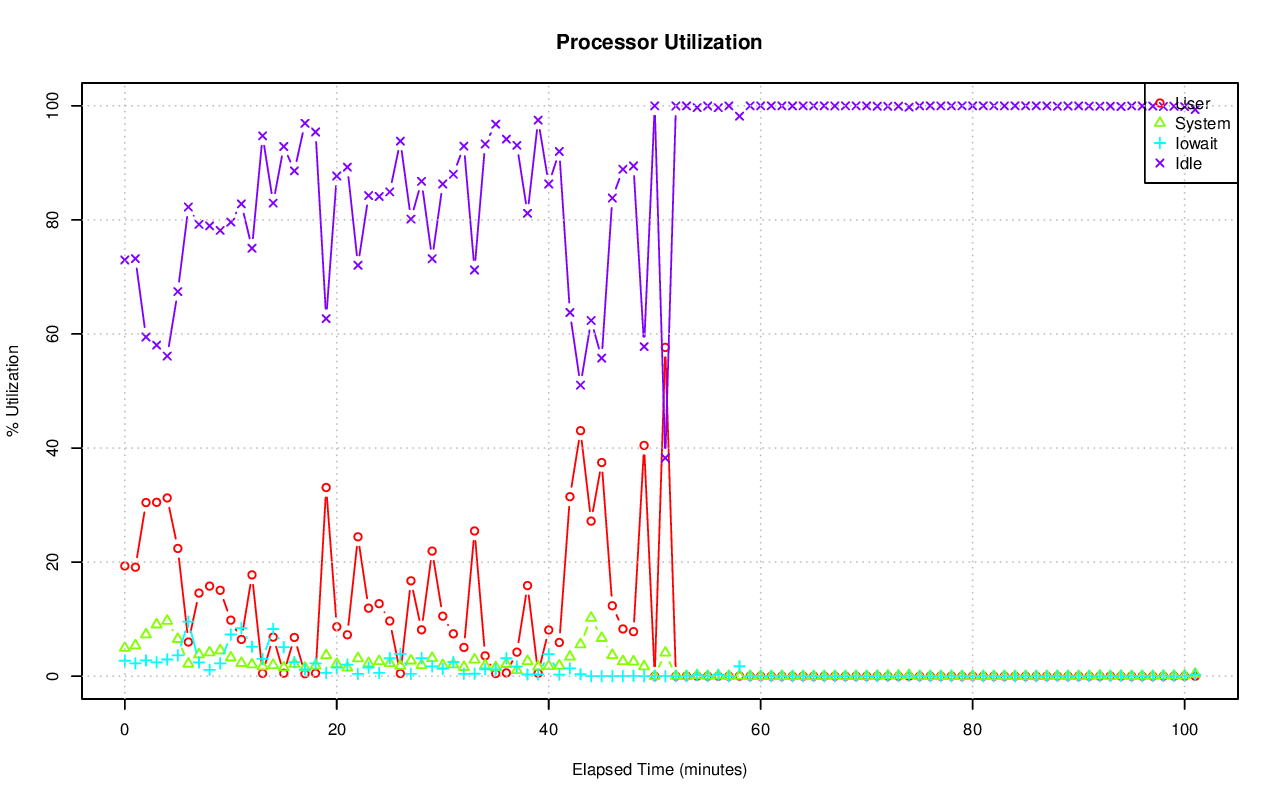 Processor Utilization
% Utilization
100
80
60
40
20
0
User
System
Iowait
Idle
0 20 40 60 80 100
Elapsed Time (minutes)